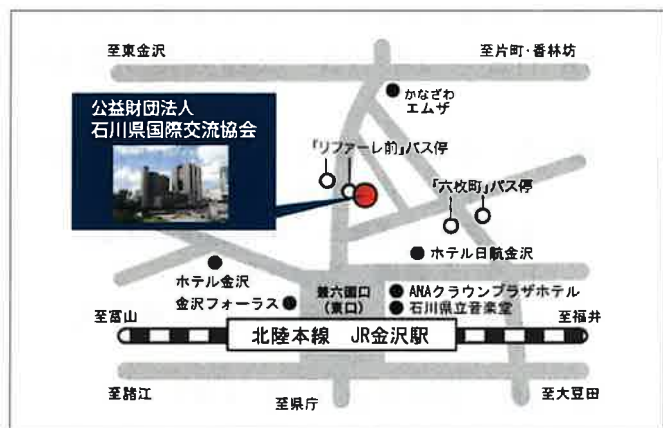 至東金沢
至片町・香林坊
かなざわ
エムザ
公益財団法人
石川県国際交流協会
「リファーレ前」バス停
「六枚町」バス停
ホテル日航金沢
ホテル金沢
金沢フォーラス
兼六園口
(東口)
ANAクラウンプラザホテル
石川県立音楽堂
至富山
至福井
北陸本線 JR金沢駅
至諸江
至県庁
至大豆田